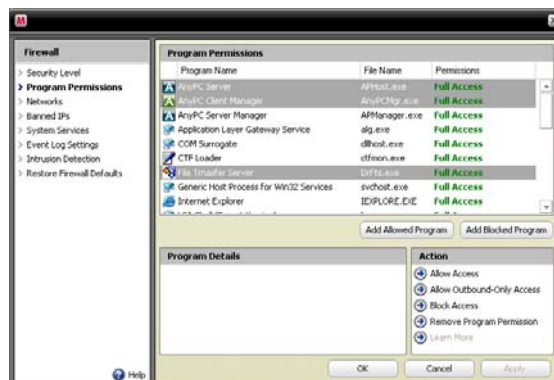 Firewall
> Security Level
> Program Permissions
> Networks
> Banned IPs
> System Services
> Event Log Settings
> Intrusion Detection
> Restore Firewall Defaults
Help
Program Permissions
Program Name File Name Permissions
AnyPC Server APHost.exe Full Access
AnyPC Client Manager AnyPCMgr.exe Full Access
AnyPC Server Manager APManager.exe Full Access
Application Layer Gateway Service alg.exe Full Access
COM Surrogate dllhost.exe Full Access
CTF Loader ctfmon.exe Full Access
File Trnasfer Server DrFts.exe Full Access
Generic Host Process for Win32 Services svchost.exe Full Access
Internet Explorer IEXPLORE.EXE Full Access
Add Allowed Program Add Blocked Program
Program Details
Action
Allow Access
Allow Outbound-Only Access
Block Access
Remove Program Permission
Learn More
OK Cancel Apply